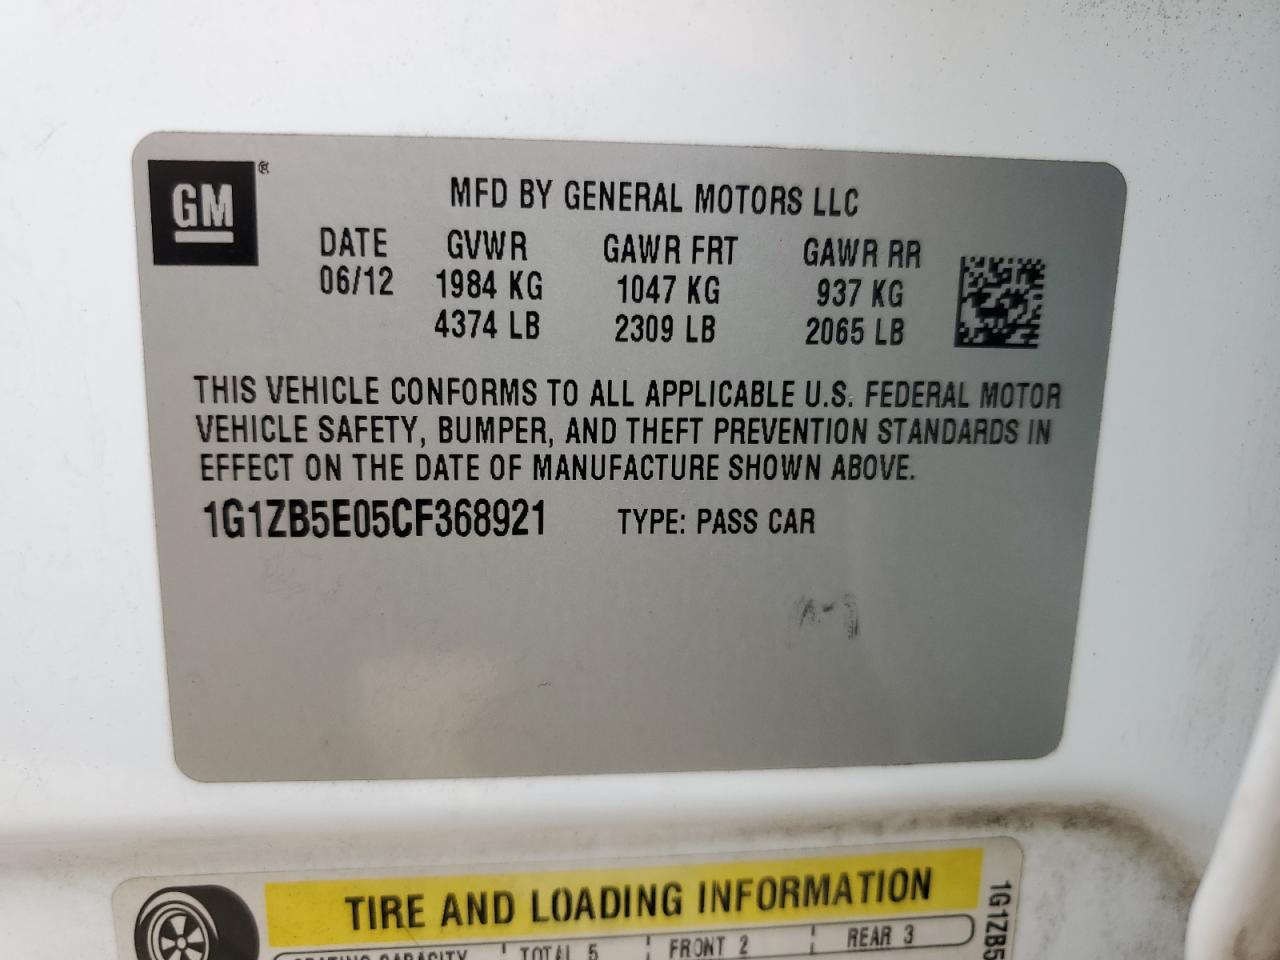 GM ®
MFD BY GENERAL MOTORS LLC
DATE GVWR GAWR FRT GAWR RR
06/12 1984 KG 1047 KG 937 KG
4374 LB 2309 LB 2065 LB
THIS VEHICLE CONFORMS TO ALL APPLICABLE U.S. FEDERAL MOTOR
VEHICLE SAFETY, BUMPER, AND THEFT PREVENTION STANDARDS IN
EFFECT ON THE DATE OF MANUFACTURE SHOWN ABOVE.
1G1ZB5E05CF368921 TYPE: PASS CAR
TIRE AND LOADING INFORMATION
SEATING CAPACITY TOTAL 5 FRONT 2 REAR 3
1G1ZB5